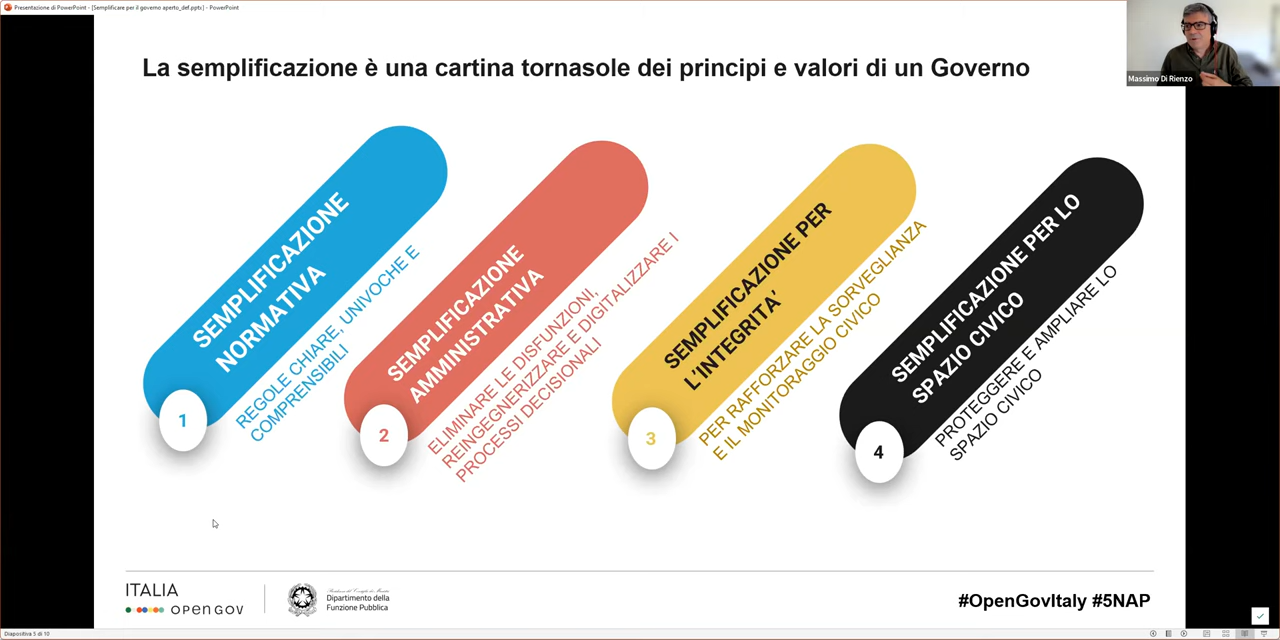 Presentazione di PowerPoint - [Semplificare per il governo aperto_def.pptx] - PowerPoint
Massimo Di Rienzo
La semplificazione è una cartina tornasole dei principi e valori di un Governo
SEMPLIFICAZIONE
NORMATIVA
REGOLE CHIARE, UNIVOCHE E
COMPRENSIBILI
1
SEMPLIFICAZIONE
AMMINISTRATIVA
ELIMINARE LE DISFUNZIONI,
REINGEGNERIZZARE E DIGITALIZZARE I
PROCESSI DECISIONALI
2
SEMPLIFICAZIONE PER
L'INTEGRITA'
PER RAFFORZARE LA SORVEGLIANZA
E IL MONITORAGGIO CIVICO
3
SEMPLIFICAZIONE PER LO
SPAZIO CIVICO
PROTEGGERE E AMPLIARE LO
SPAZIO CIVICO
4
ITALIA
OPEN GOV
Dipartimento della
Funzione Pubblica
#OpenGovItaly #5NAP
Diapositiva 5 di 10